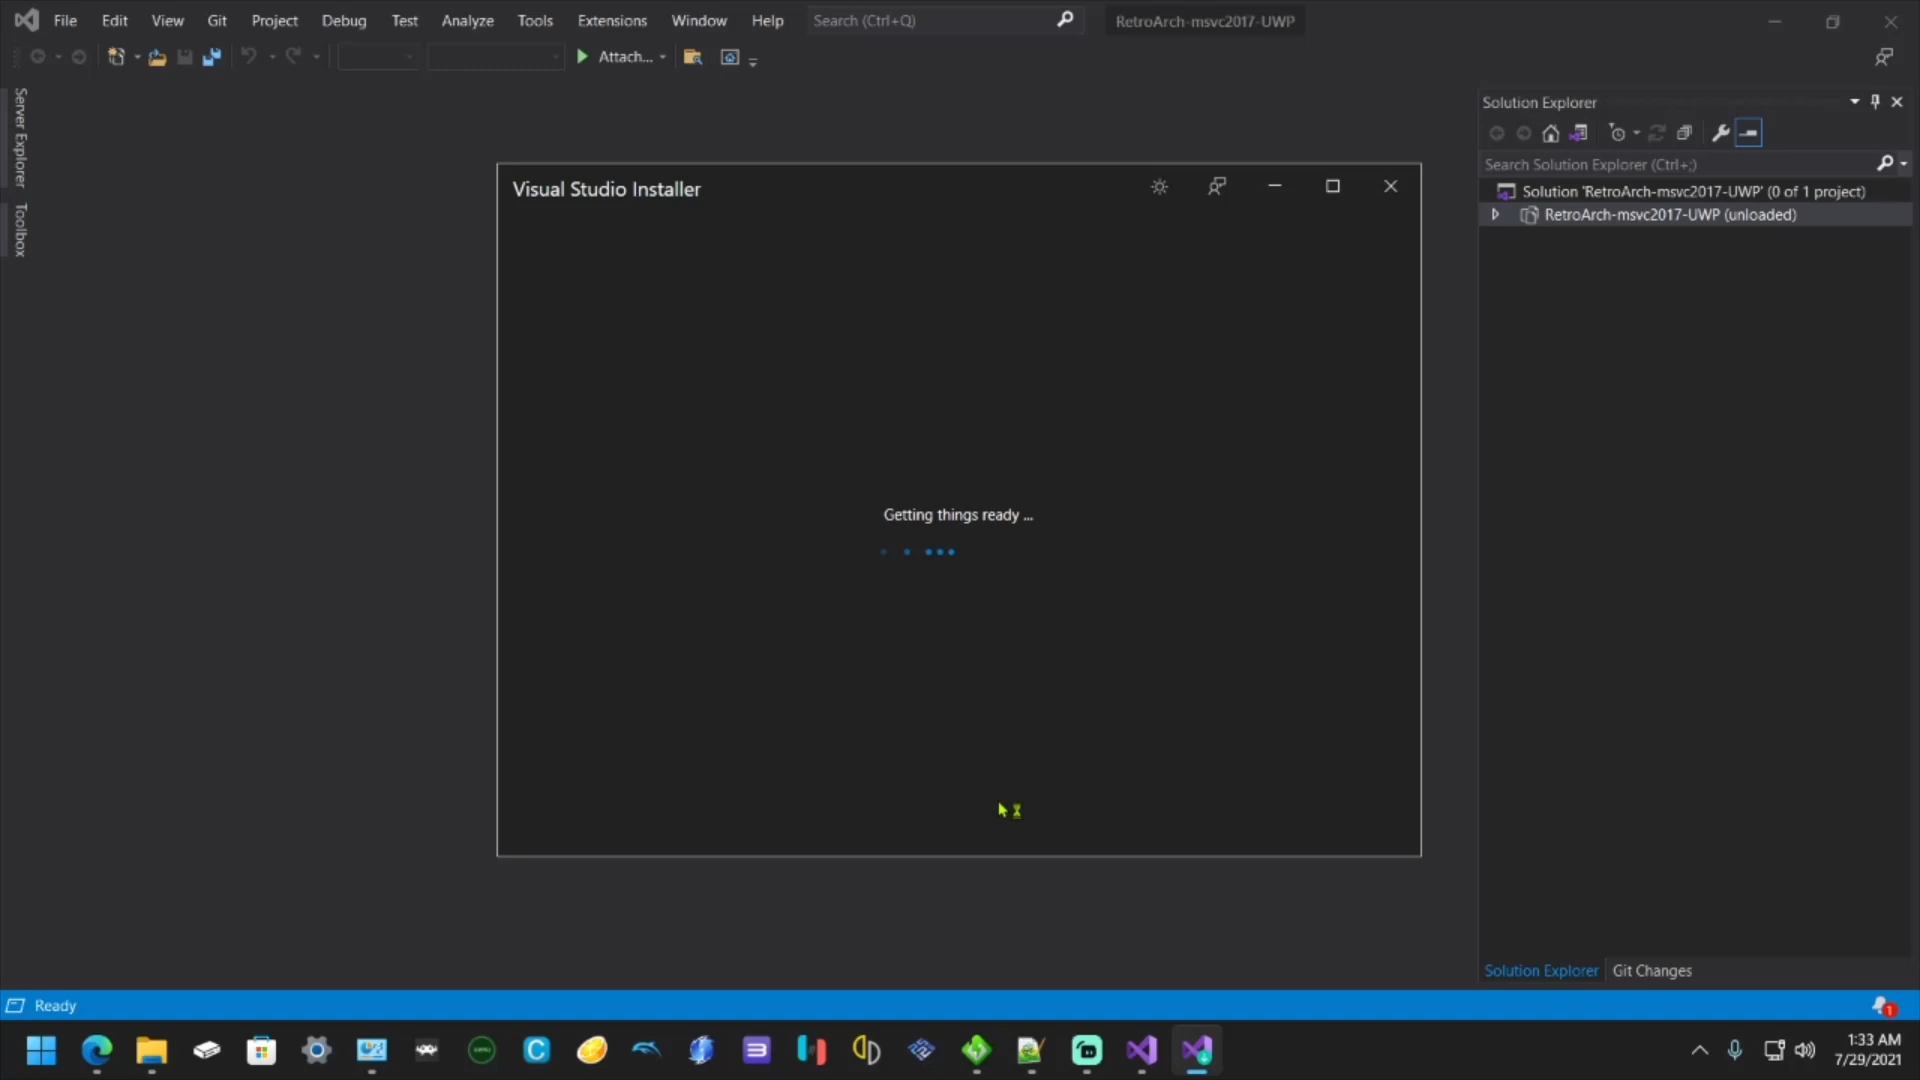 File Edit View Git Project Debug Test Analyze Tools Extensions Window Help Search (Ctrl+Q) RetroArch-msvc2017-UWP
Attach...
Server Explorer
Toolbox
Visual Studio Installer
Getting things ready ...
Solution Explorer
Search Solution Explorer (Ctrl+;)
Solution 'RetroArch-msvc2017-UWP' (0 of 1 project)
RetroArch-msvc2017-UWP (unloaded)
Solution Explorer Git Changes
Ready
1
1:33 AM
7/29/2021